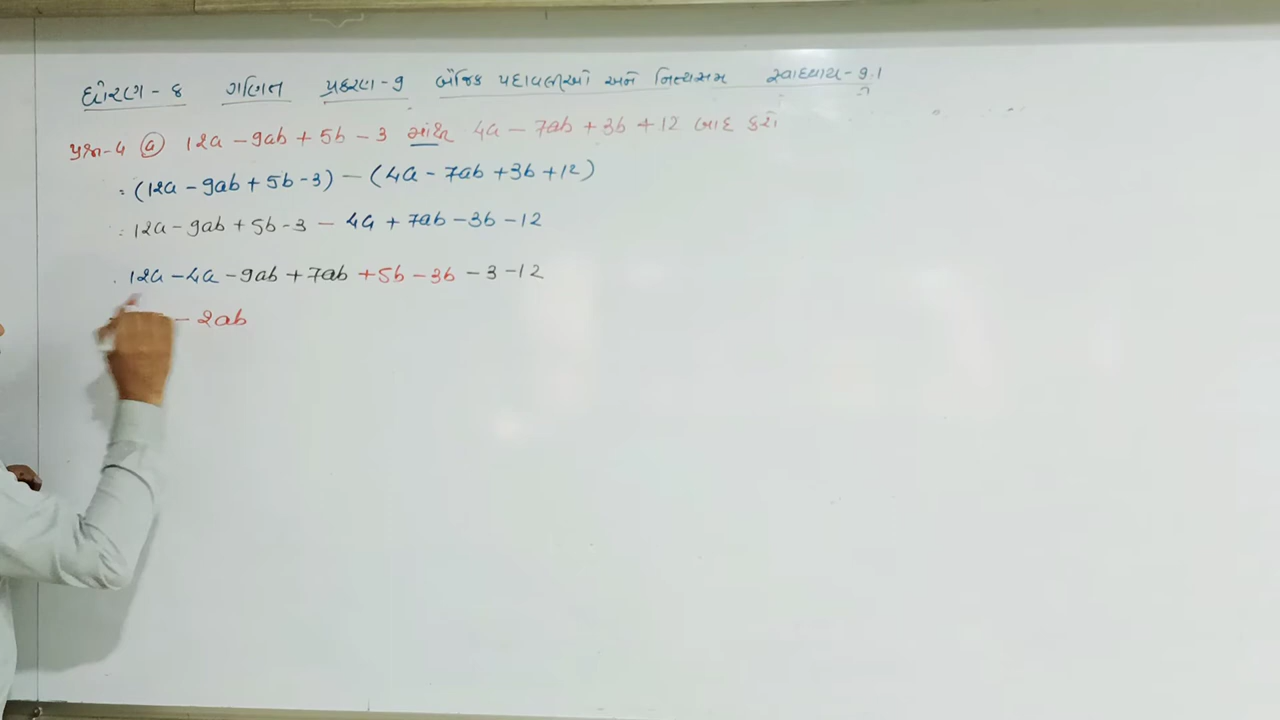 ધોરણ - ૮ ગણિત પ્રકરણ - 9 બૈજિક પદાવલીઓ અને નિત્યસમ સ્વાધ્યાય - 9.1
પ્રશ્ન-4 (a) 12a - 9ab + 5b - 3 માંથી 4a - 7ab + 3b + 12 બાદ કરો
= (12a - 9ab + 5b - 3) - (4a - 7ab + 3b + 12)
= 12a - 9ab + 5b - 3 - 4a + 7ab - 3b - 12
12a - 4a - 9ab + 7ab + 5b - 3b - 3 - 12
- 2ab